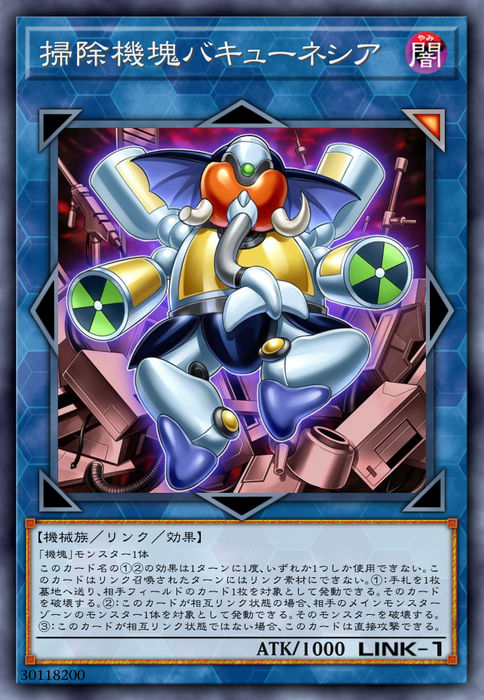 掃除機塊バキューネシア
やみ
闇
【機械族/リンク/効果】
「機塊」モンスター1体
このカード名の①②の効果は1ターンに1度、いずれか1つしか使用できない。こ
のカードはリンク召喚されたターンにはリンク素材にできない。①:手札を1枚
墓地へ送り、相手フィールドのカード1枚を対象として発動できる。そのカード
を破壊する。②:このカードが相互リンク状態の場合、相手のメインモンスター
ゾーンのモンスター1体を対象として発動できる。そのモンスターを破壊する。
③:このカードが相互リンク状態ではない場合、このカードは直接攻撃できる。
ATK/1000 LINK-1
30118200